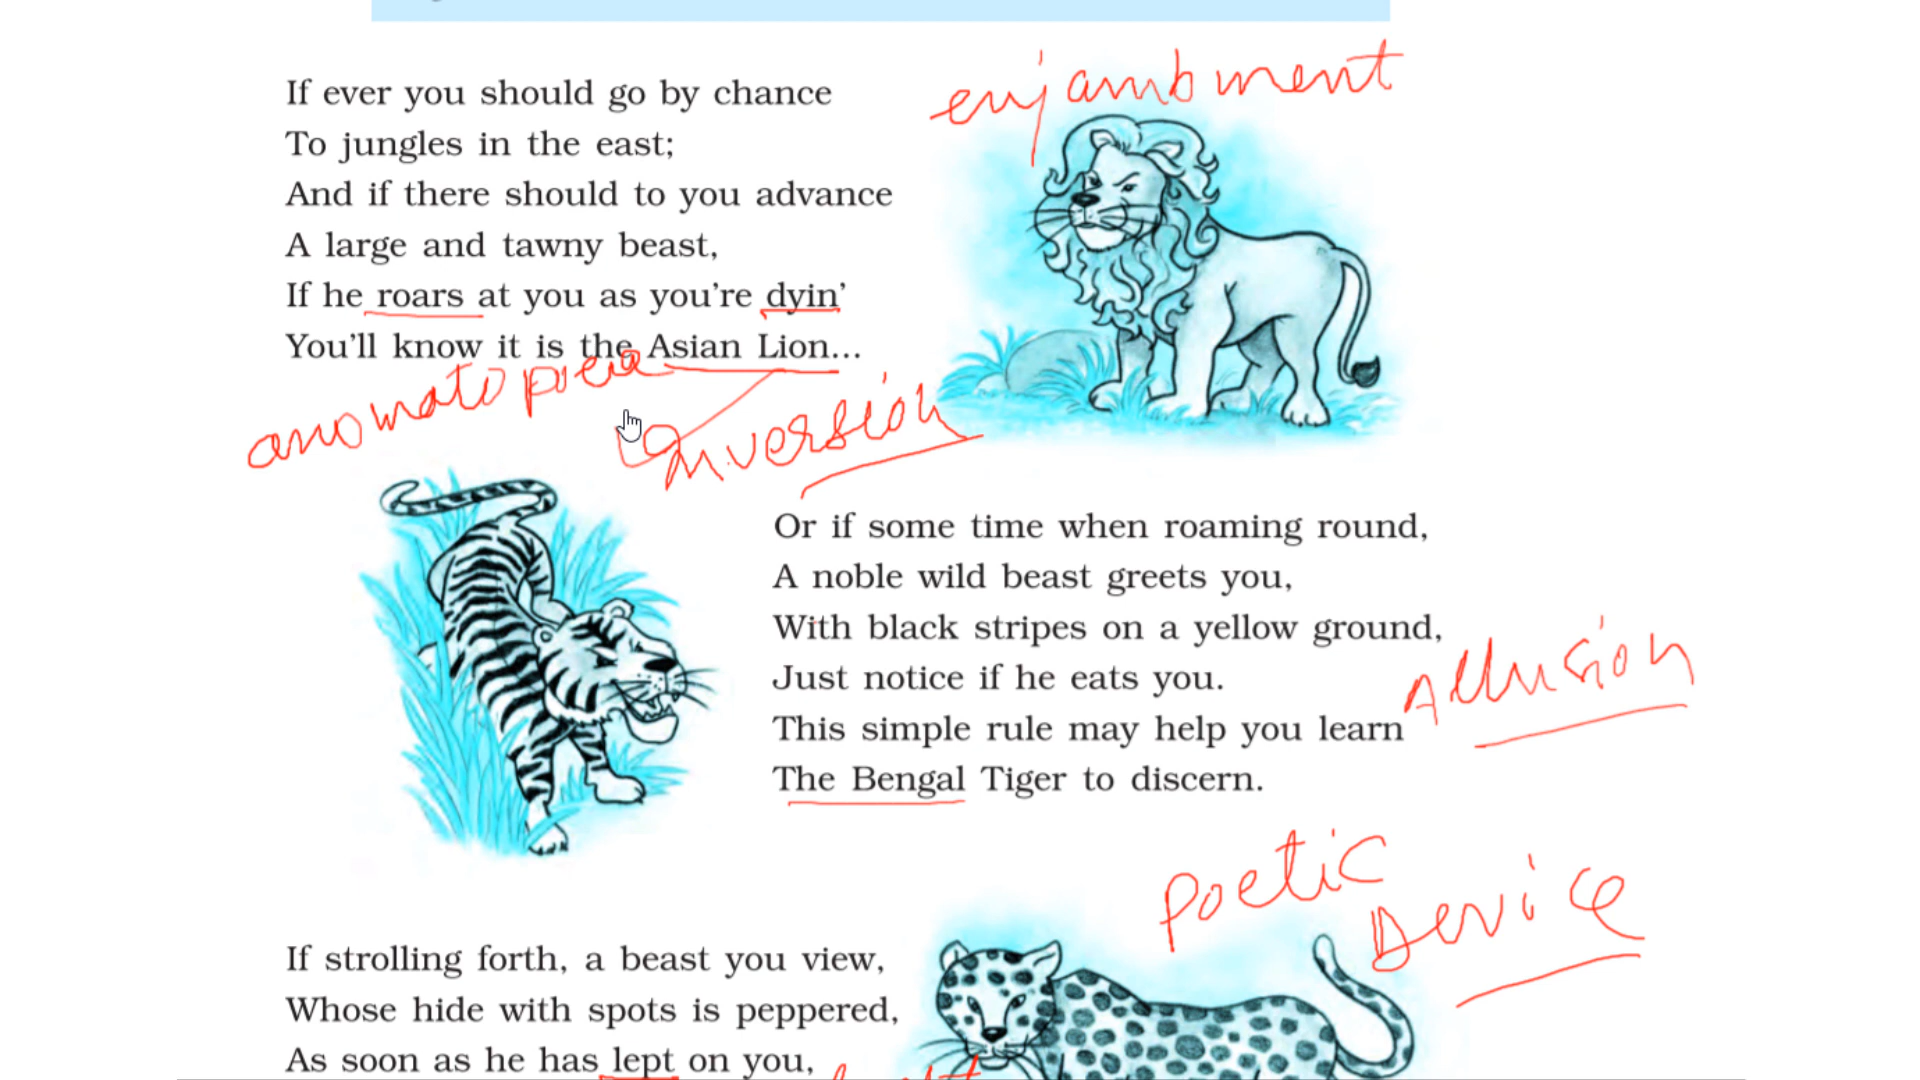 enjambment
If ever you should go by chance
To jungles in the east;
And if there should to you advance
A large and tawny beast,
If he roars at you as you're dyin'
You'll know it is the Asian Lion...
anomatopoeia
Inversion
Or if some time when roaming round,
A noble wild beast greets you,
With black stripes on a yellow ground,
Just notice if he eats you.
Allusion
This simple rule may help you learn
The Bengal Tiger to discern.
Poetic
Device
If strolling forth, a beast you view,
Whose hide with spots is peppered,
As soon as he has lept on you,